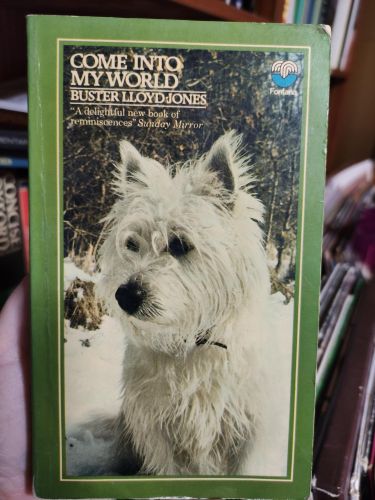 COME INTO
MY WORLD
BUSTER LLOYD-JONES
"A delightful new book of
reminiscences" Sunday Mirror
Fontana